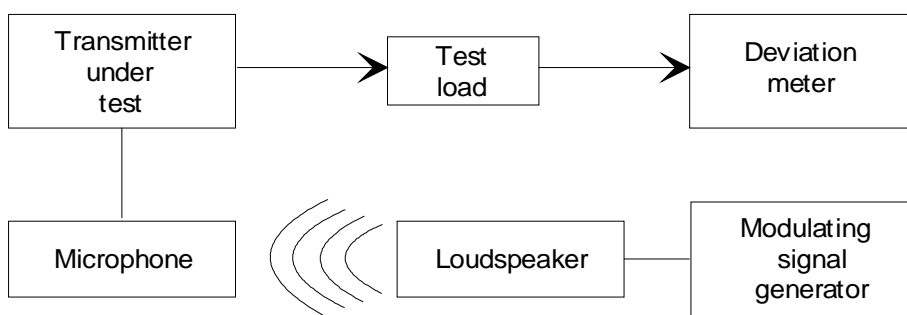 Transmitter
under
test
Test
load
Deviation
meter
Microphone
Loudspeaker
Modulating
signal
generator